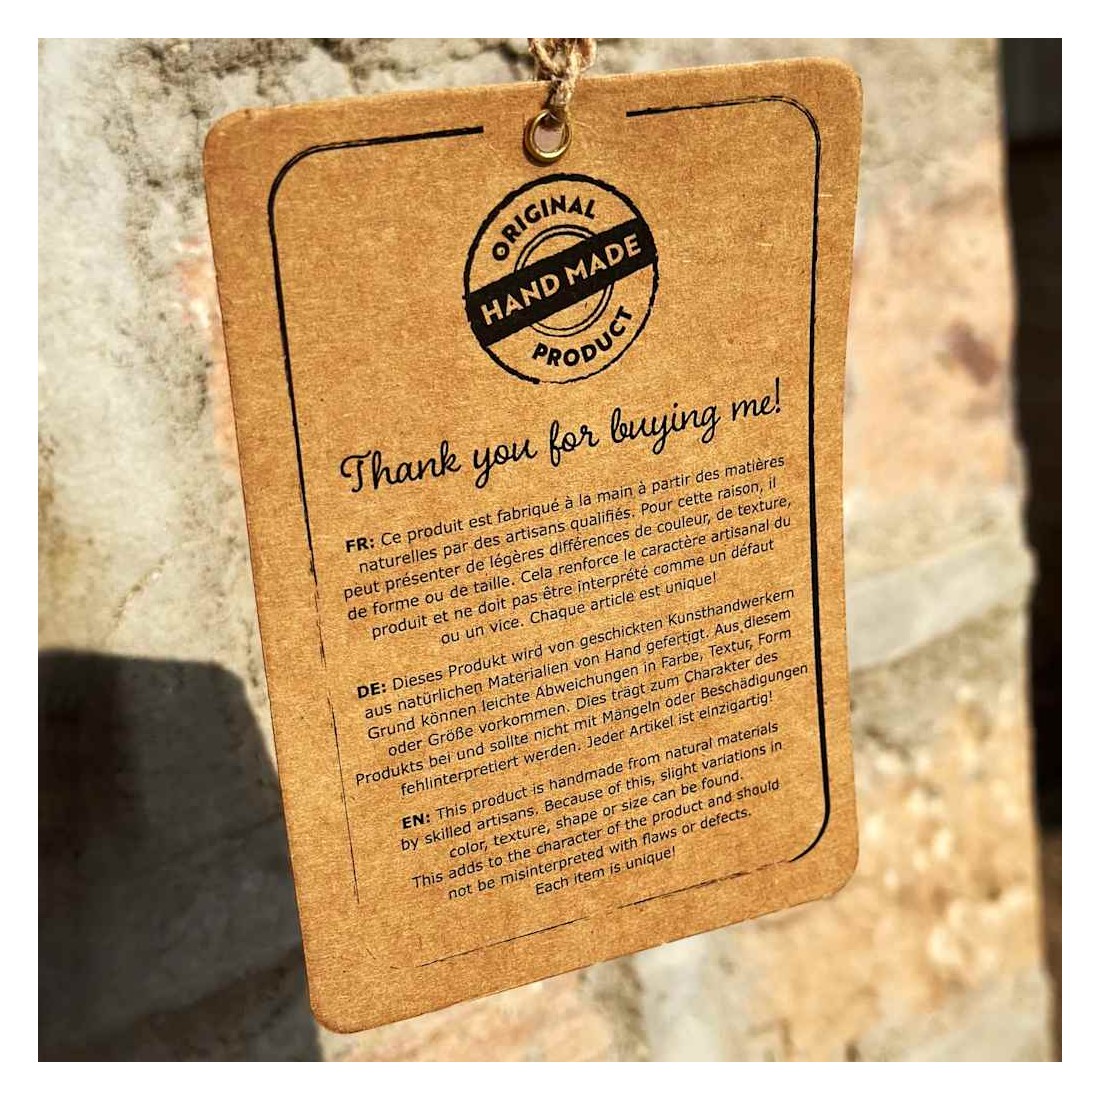 ORIGINAL
HAND MADE
PRODUCT
Thank you for buying me!
FR: Ce produit est fabriqué à la main à partir des matières
naturelles par des artisans qualifiés. Pour cette raison, il
peut présenter de légères différences de couleur, de texture,
de forme ou de taille. Cela renforce le caractère artisanal du
produit et ne doit pas être interprété comme un défaut
ou un vice. Chaque article est unique!
DE: Dieses Produkt wird von geschickten Kunsthandwerkern
aus natürlichen Materialien von Hand gefertigt. Aus diesem
Grund können leichte Abweichungen in Farbe, Textur, Form
oder Größe vorkommen. Dies trägt zum Charakter des
Produkts bei und sollte nicht mit Mängeln oder Beschädigungen
fehlinterpretiert werden. Jeder Artikel ist einzigartig!
EN: This product is handmade from natural materials
by skilled artisans. Because of this, slight variations in
color, texture, shape or size can be found.
This adds to the character of the product and should
not be misinterpreted with flaws or defects.
Each item is unique!